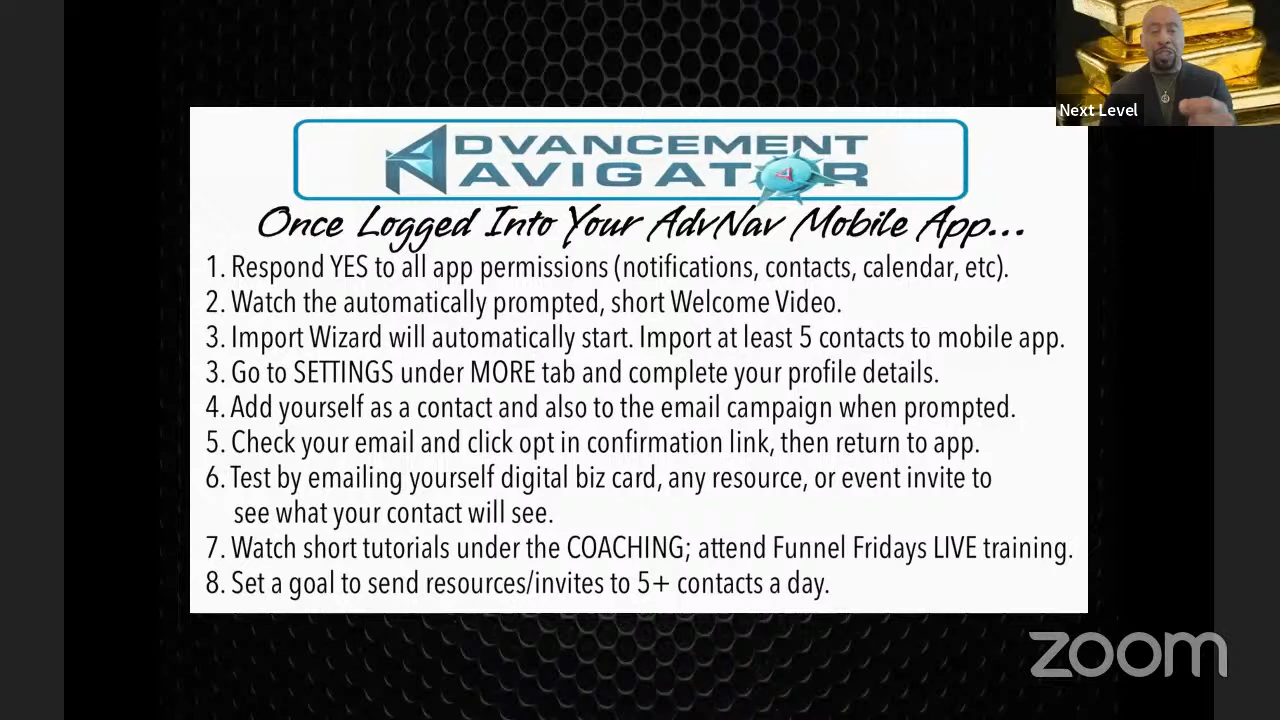 Next Level
ADVANCEMENT
NAVIGATOR
Once Logged Into Your AdvNav Mobile App...
1. Respond YES to all app permissions (notifications, contacts, calendar, etc).
2. Watch the automatically prompted, short Welcome Video.
3. Import Wizard will automatically start. Import at least 5 contacts to mobile app.
3. Go to SETTINGS under MORE tab and complete your profile details.
4. Add yourself as a contact and also to the email campaign when prompted.
5. Check your email and click opt in confirmation link, then return to app.
6. Test by emailing yourself digital biz card, any resource, or event invite to
see what your contact will see.
7. Watch short tutorials under the COACHING; attend Funnel Fridays LIVE training.
8. Set a goal to send resources/invites to 5+ contacts a day.
zoom